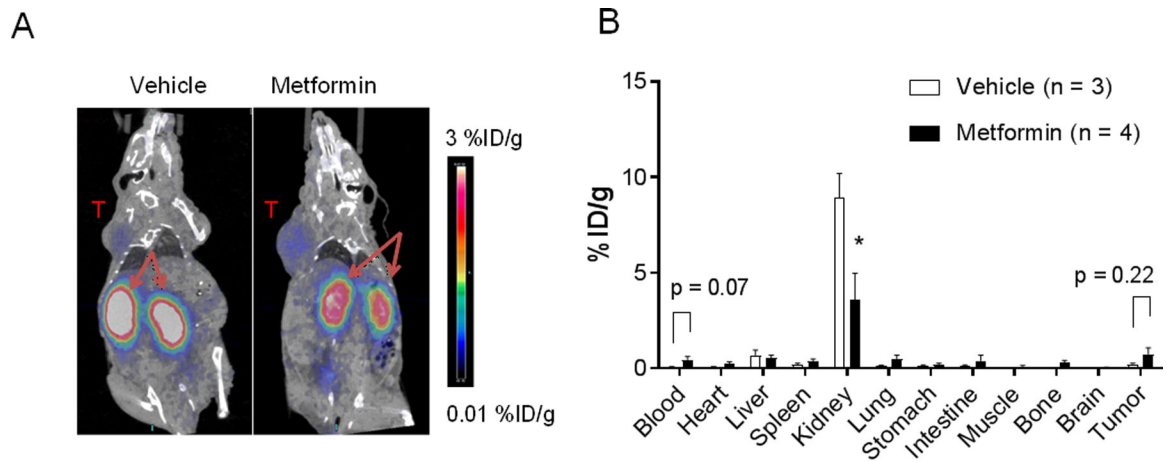 A
Vehicle
Metformin
T
T
3 %ID/g
0.01 %ID/g
B
% ID/g
15
10
5
0
Vehicle (n = 3)
Metformin (n = 4)
p = 0.07
*
p = 0.22
Blood
Heart
Liver
Spleen
Kidney
Lung
Stomach
Intestine
Muscle
Bone
Brain
Tumor